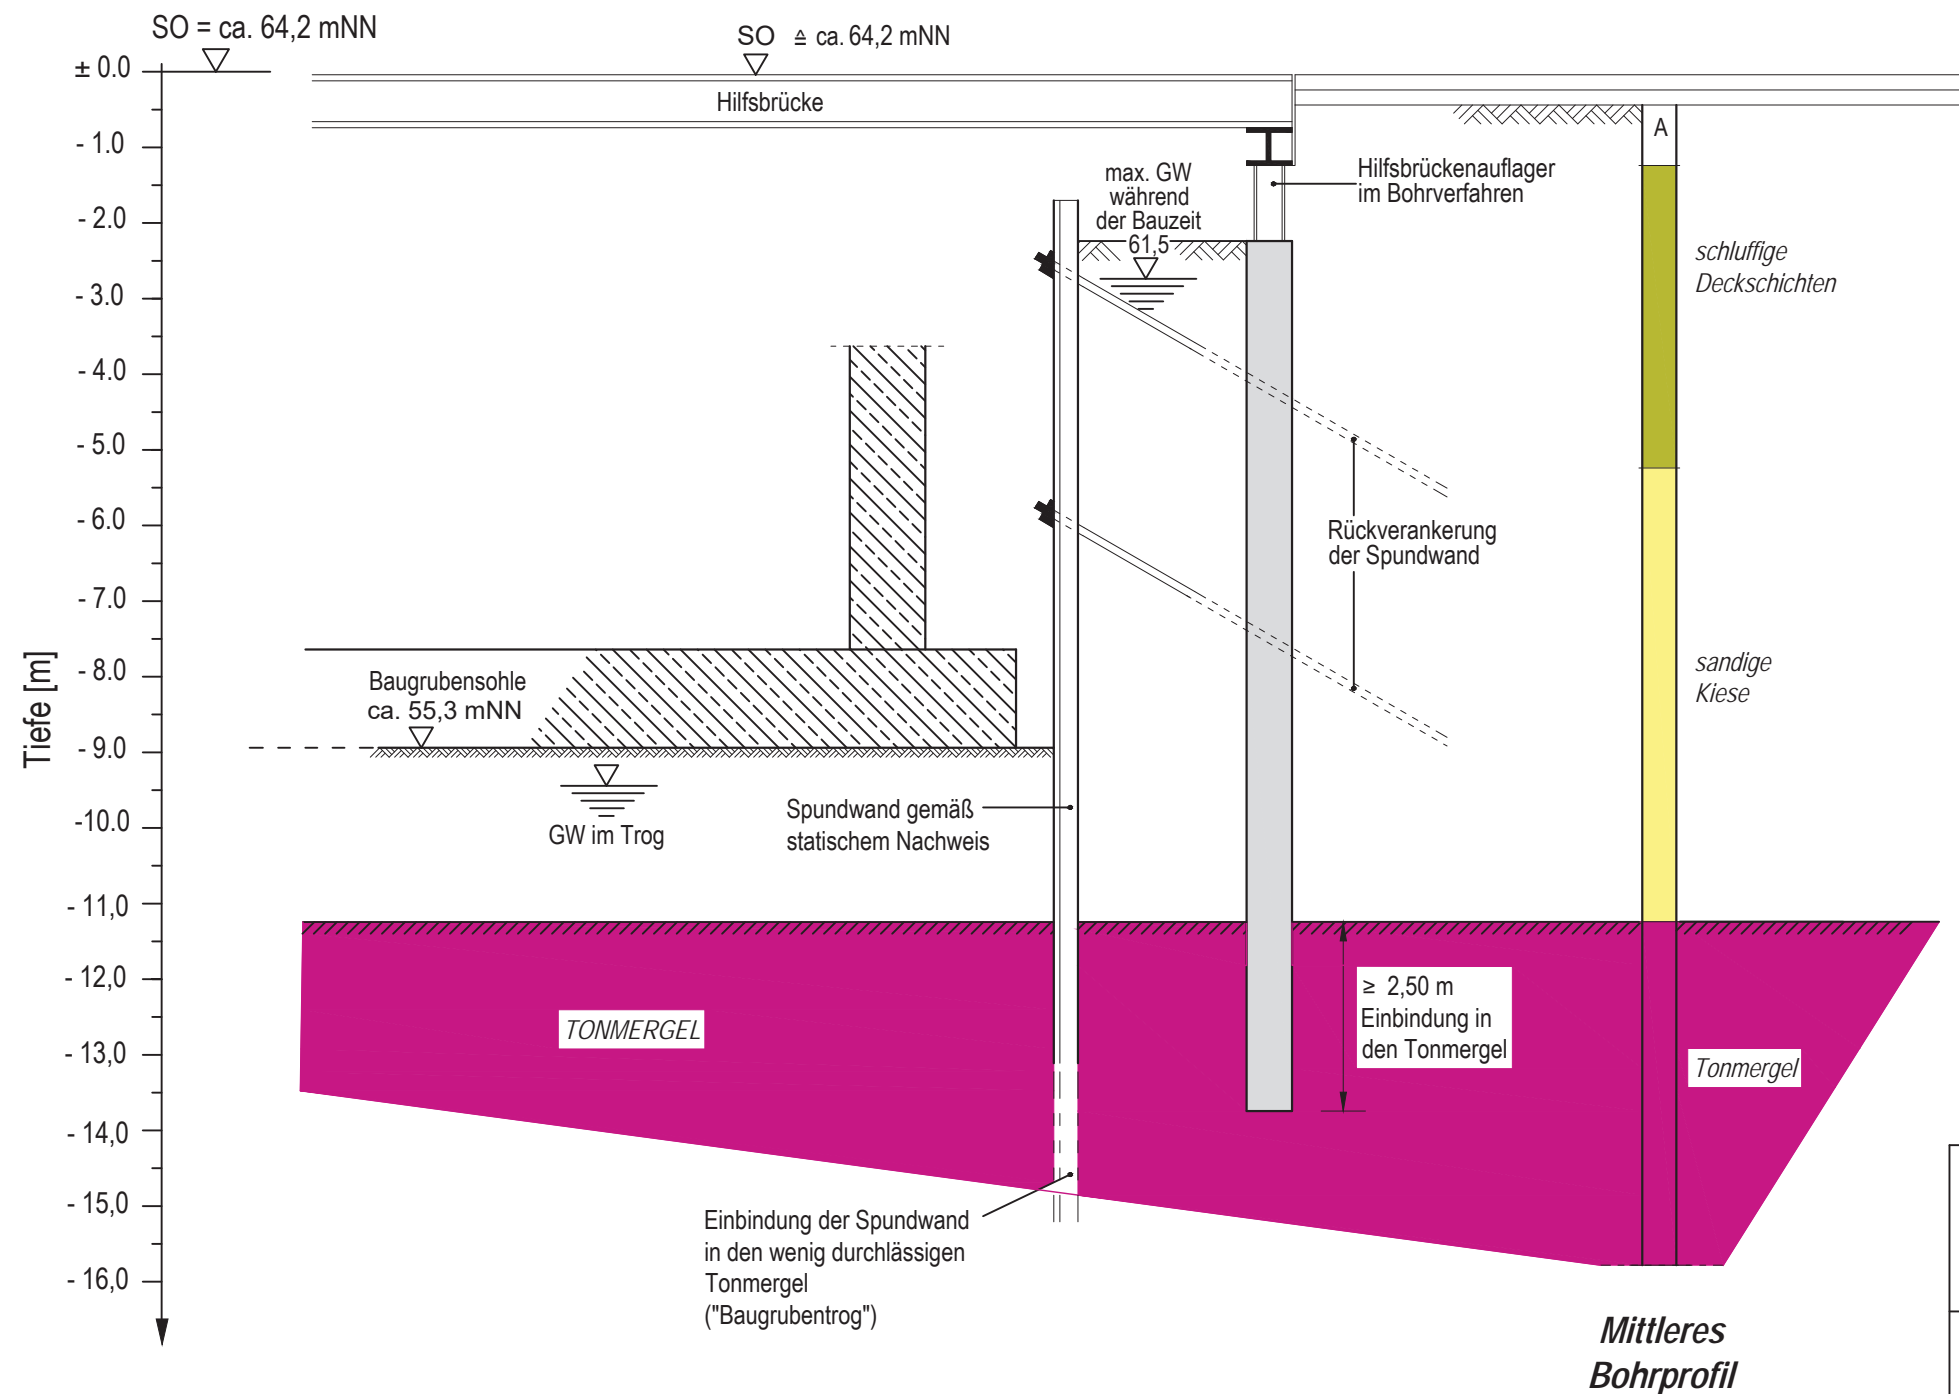 SO = ca. 64,2 mNN
SO ≙ ca. 64,2 mNN
± 0.0
Hilfsbrücke
A
- 1.0
Hilfsbrückenauflager
im Bohrverfahren
max. GW
während
der Bauzeit
61,5
- 2.0
schluffige
Deckschichten
- 3.0
- 4.0
- 5.0
- 6.0
Rückverankerung
der Spundwand
- 7.0
Tiefe [m]
- 8.0
sandige
Kiese
Baugrubensohle
ca. 55,3 mNN
- 9.0
-10.0
GW im Trog
Spundwand gemäß
statischem Nachweis
- 11,0
- 12,0
≥ 2,50 m
Einbindung in
den Tonmergel
TONMERGEL
- 13,0
Tonmergel
- 14,0
- 15,0
Einbindung der Spundwand
in den wenig durchlässigen
Tonmergel
("Baugrubentrog")
- 16,0
Mittleres
Bohrprofil